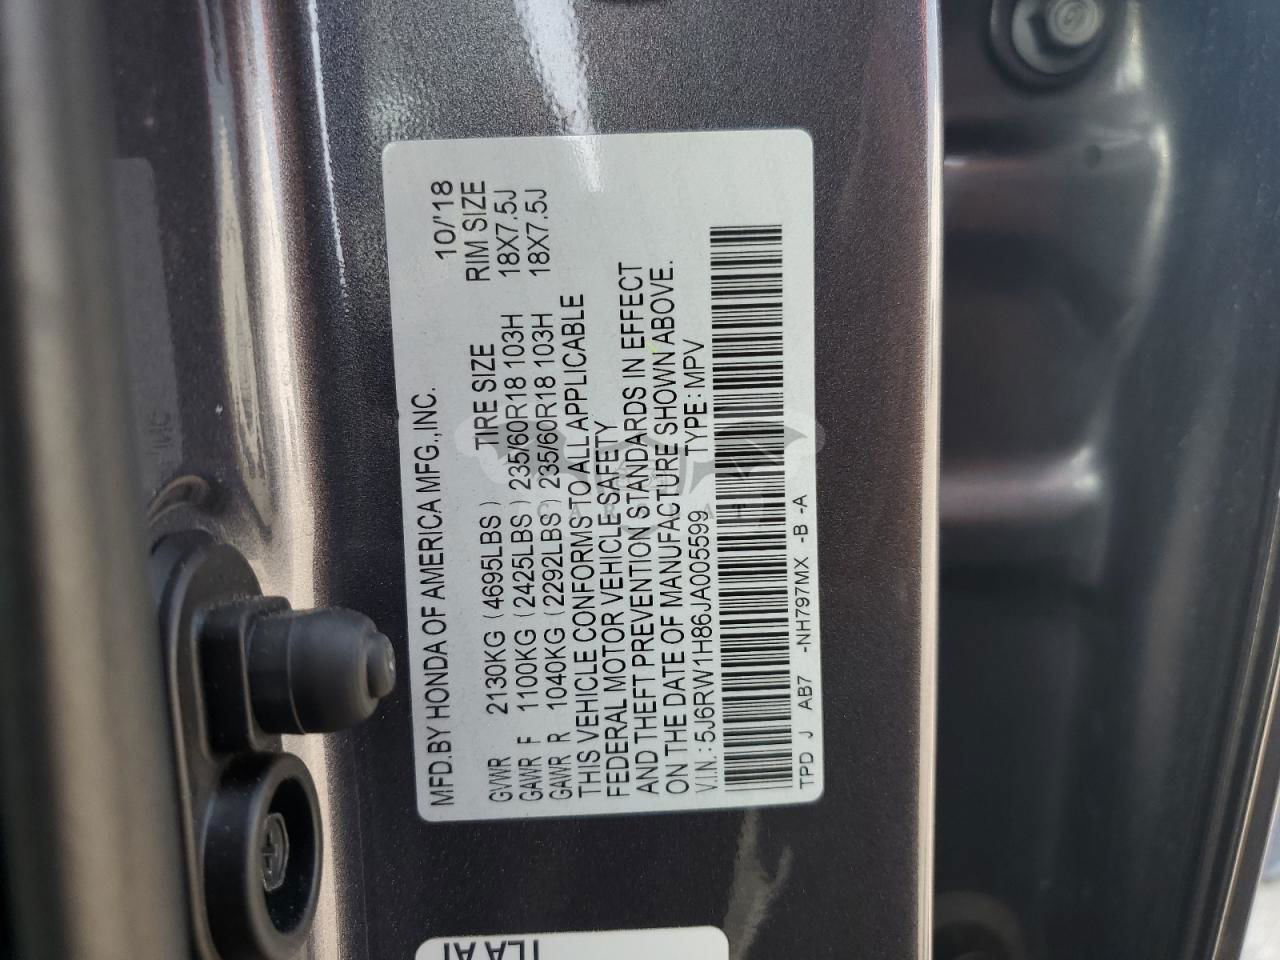 MFD.BY HONDA OF AMERICA MFG.,INC. 10/'18
TIRE SIZE RIM SIZE
GVWR 2130KG (4695LBS)
GAWR F 1100KG (2425LBS) 235/60R18 103H 18X7.5J
GAWR R 1040KG (2292LBS) 235/60R18 103H 18X7.5J
THIS VEHICLE CONFORMS TO ALL APPLICABLE
FEDERAL MOTOR VEHICLE SAFETY
AND THEFT PREVENTION STANDARDS IN EFFECT
ON THE DATE OF MANUFACTURE SHOWN ABOVE.
V.I.N.: 5J6RW1H86JA005599 TYPE: MPV
TPD J AB7 -NH797MX -B -A